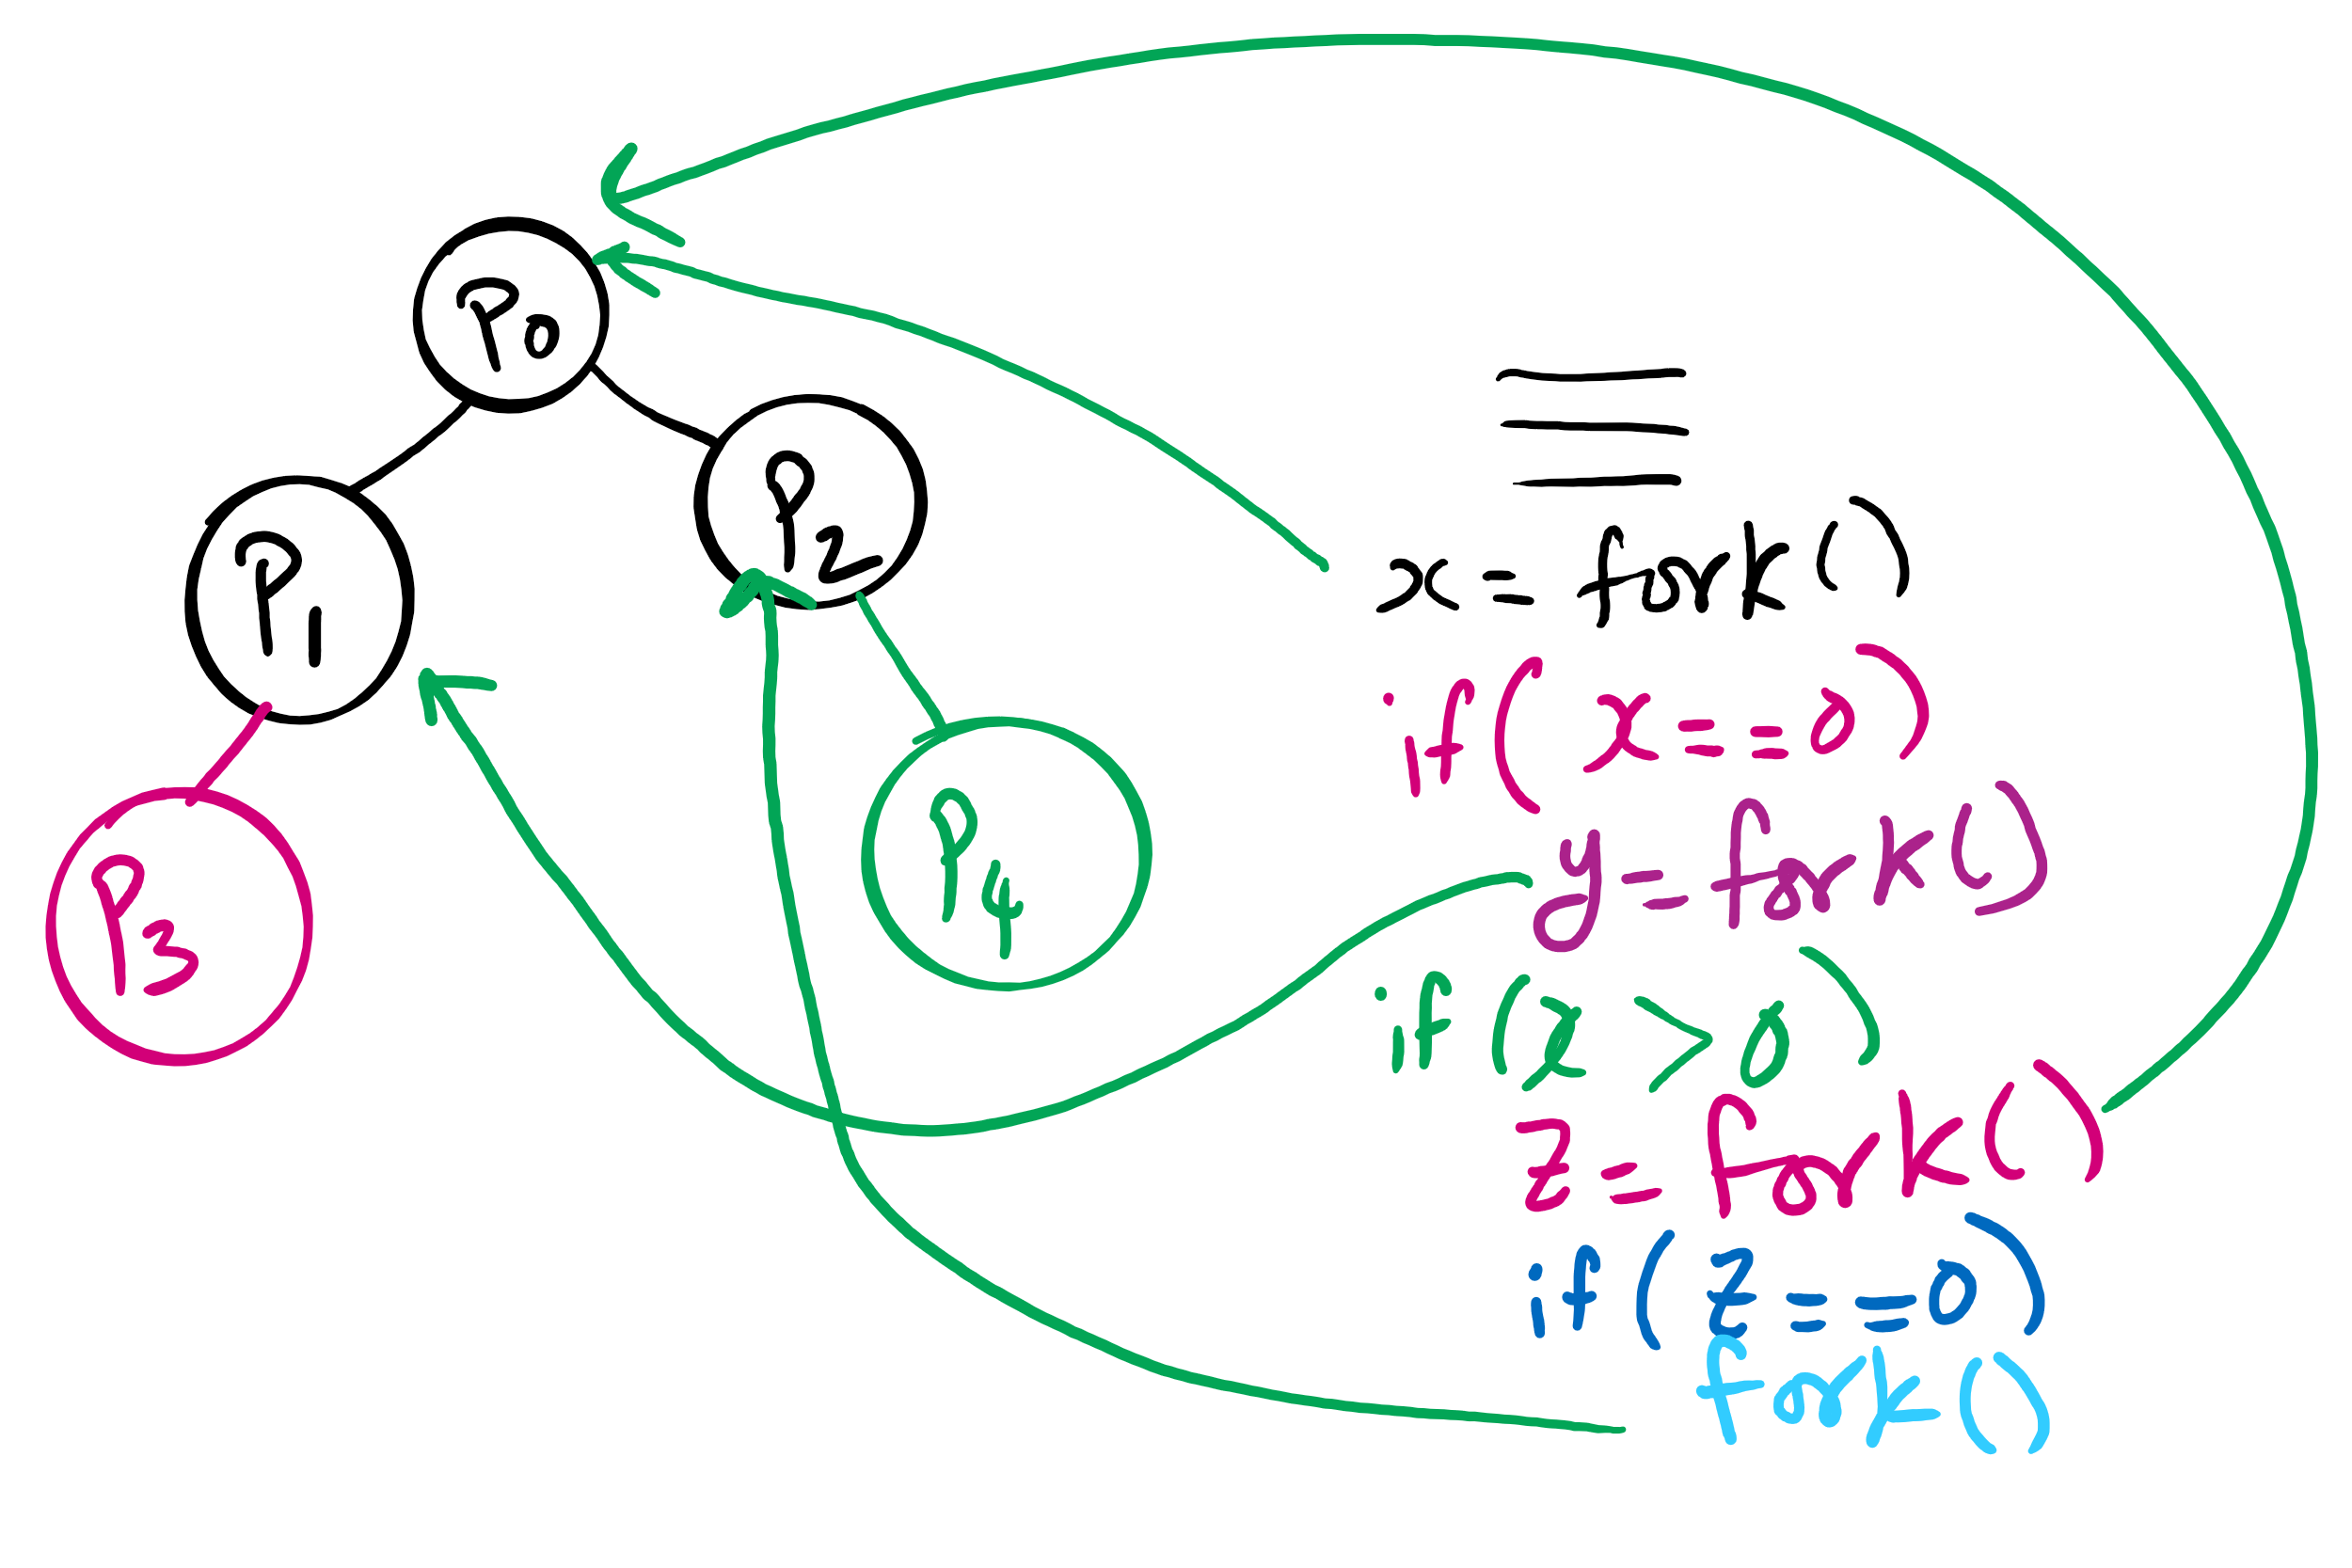 P0
P1
P2
P3
P4
x = fork()
if( x == 0)
y = fork()
if(x > 0)
z = fork()
if( z == 0)
fork()